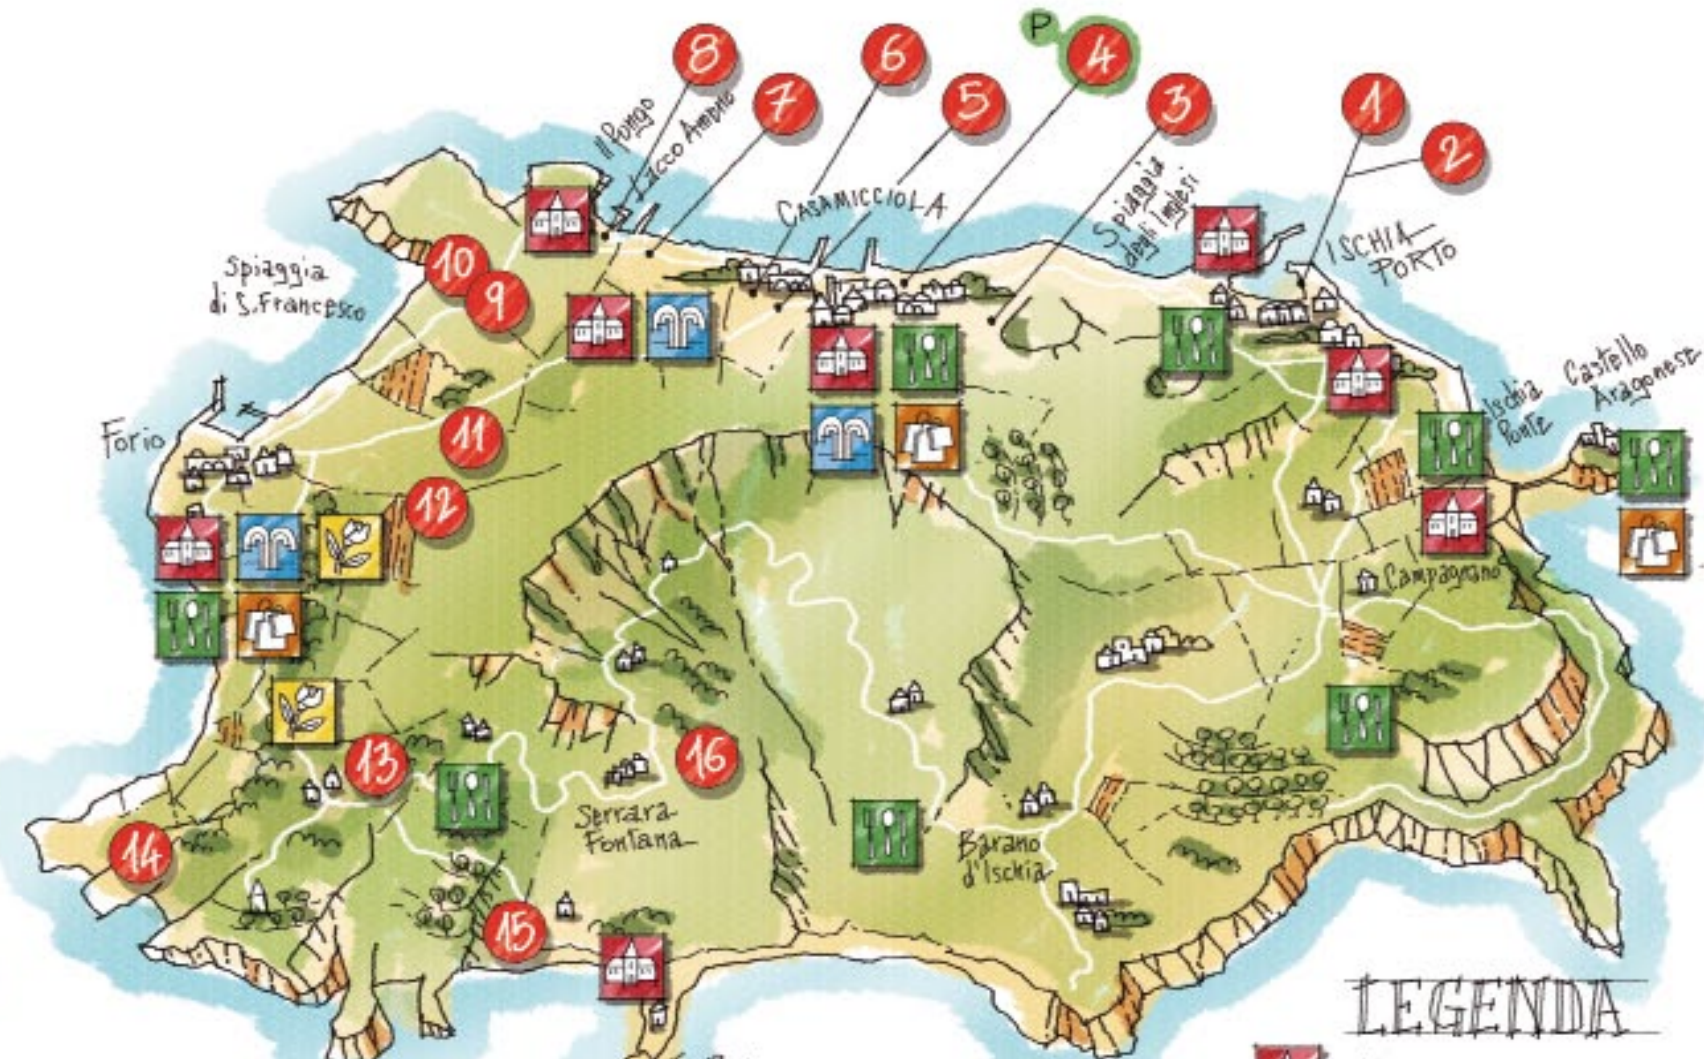 P
4
8
6
7
5
3
1
2
Il Fungo
Lacco Ameno
CASAMICCIOLA
Spiaggia
degli Inglesi
ISCHIA
PORTO
10
9
Spiaggia
di S. Francesco
Castello
Aragonese
Ischia
Ponte
Forio
11
12
Campagnano
13
16
Serrara
Fontana
Barano
d'Ischia
14
15
LEGENDA